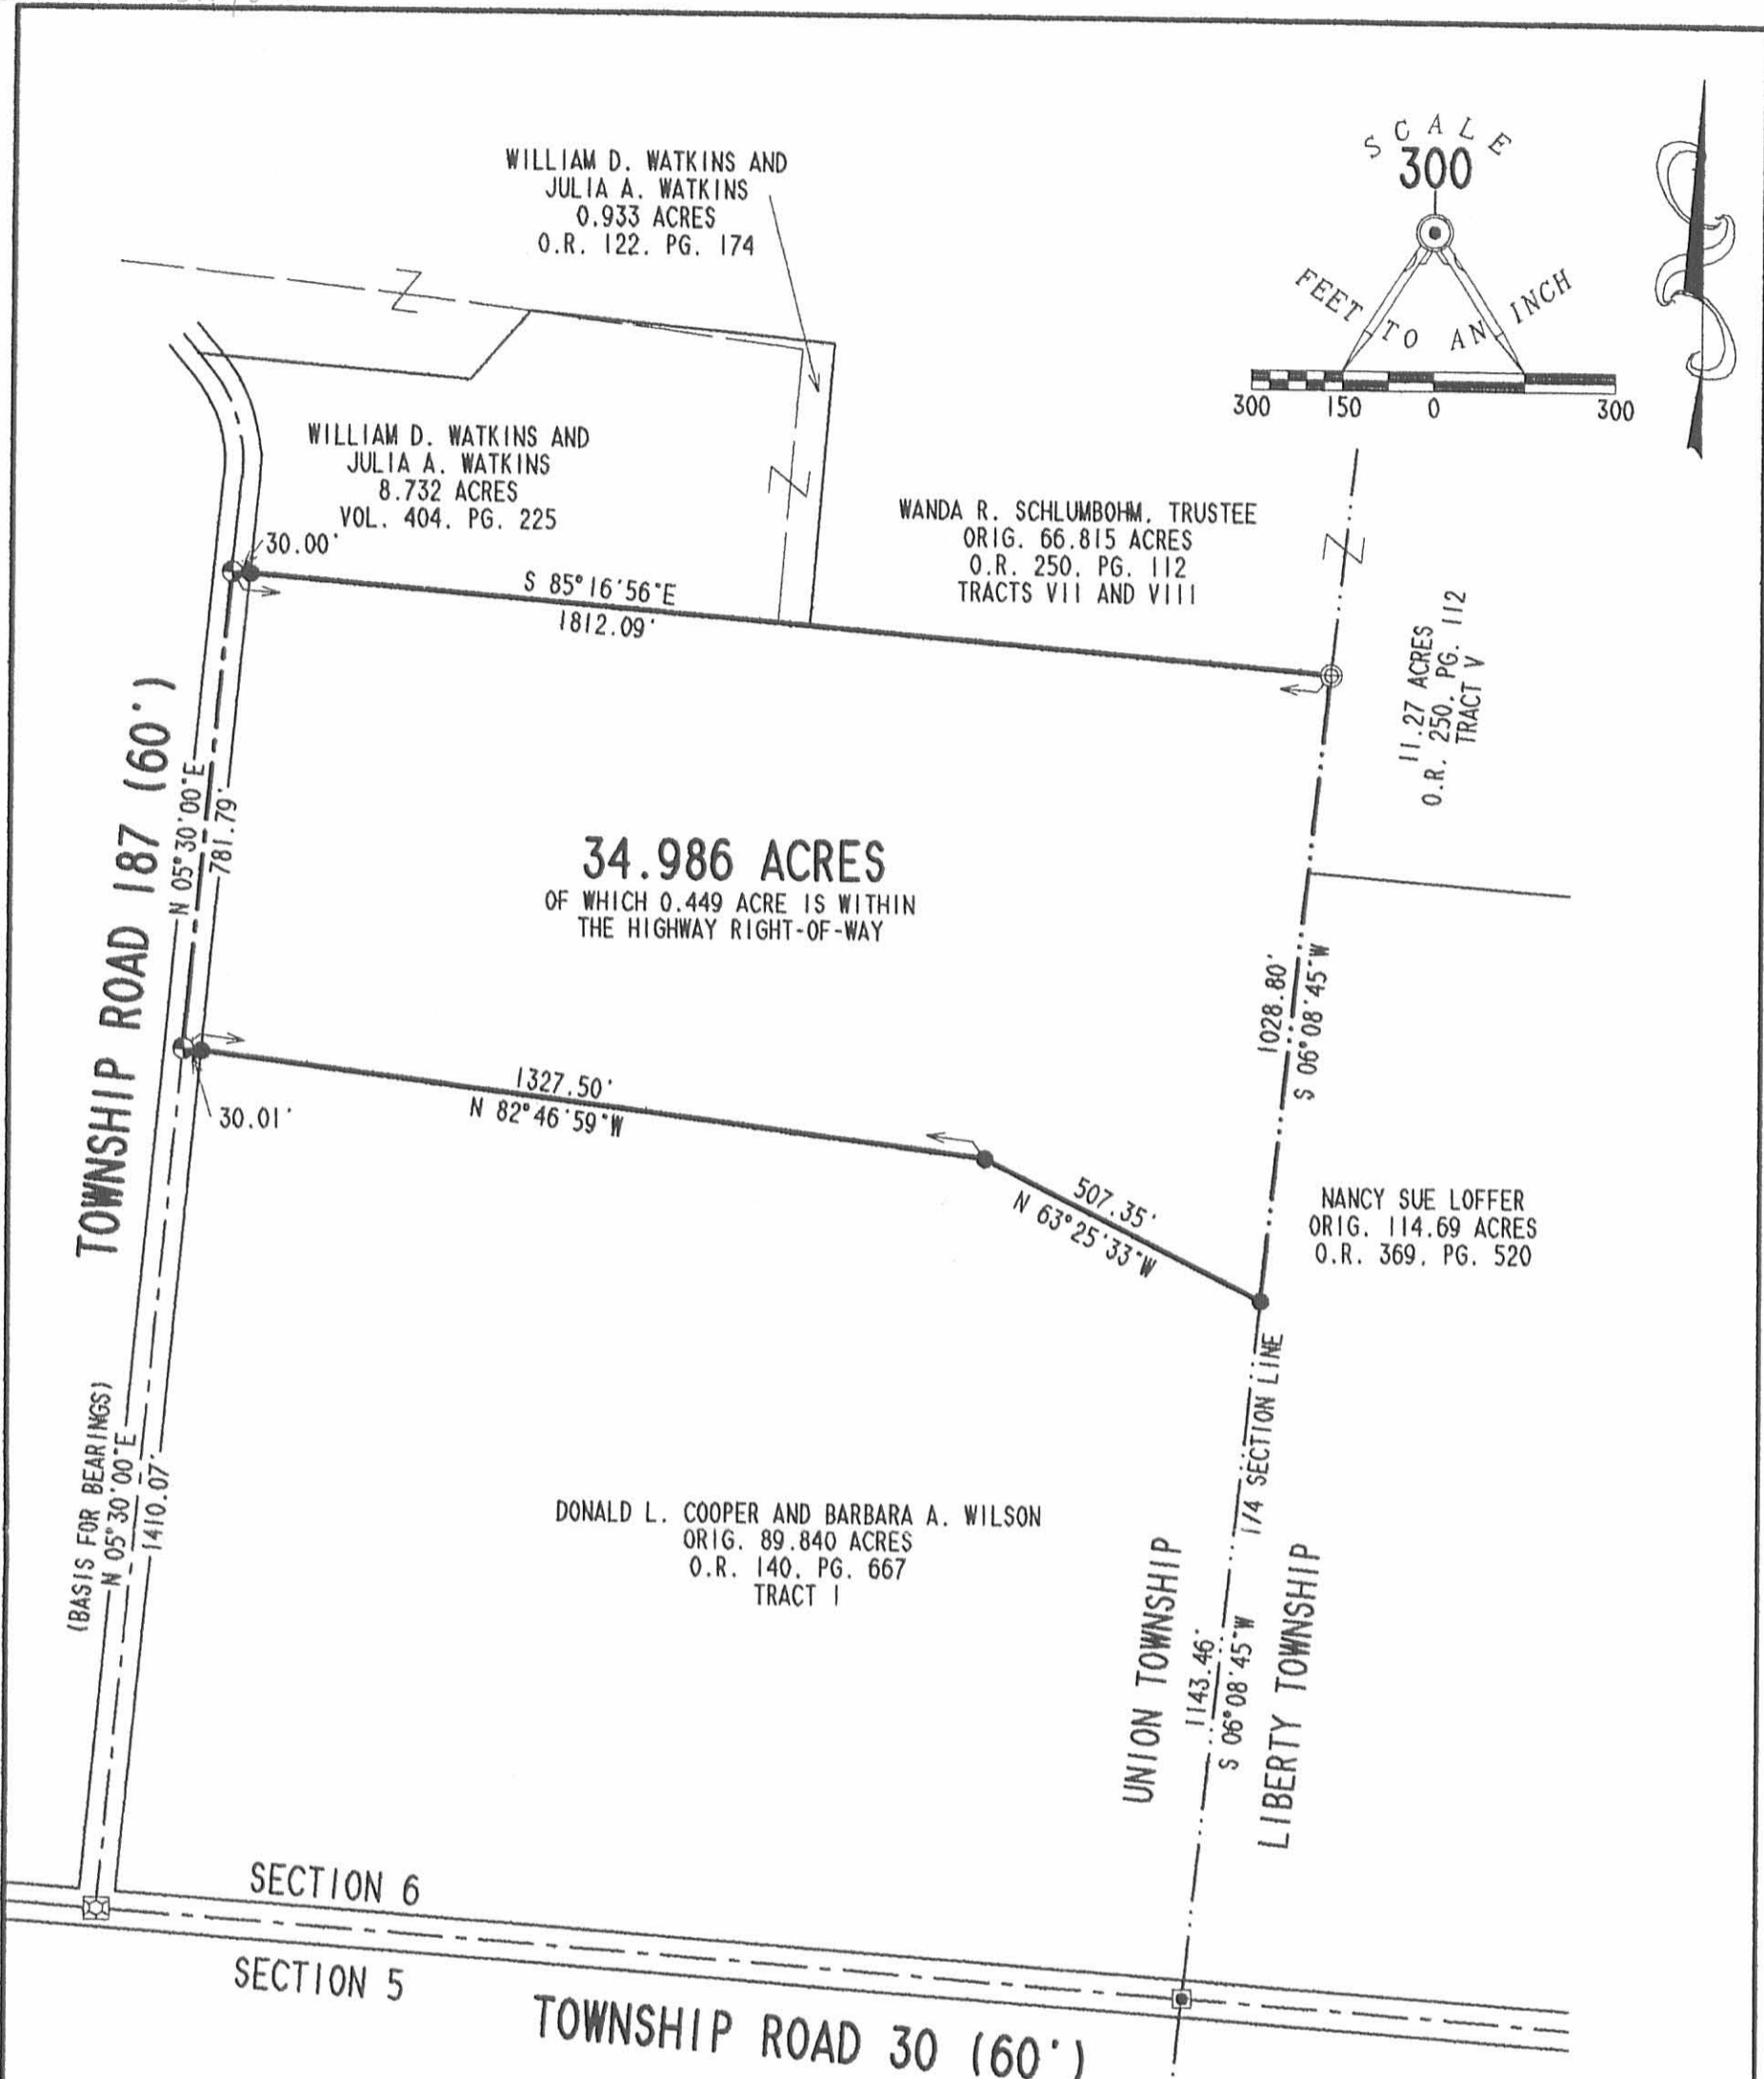 SCALE
300
FEET TO AN INCH
300 150 0 300
WILLIAM D. WATKINS AND
JULIA A. WATKINS
0.933 ACRES
O.R. 122, PG. 174
WILLIAM D. WATKINS AND
JULIA A. WATKINS
8.732 ACRES
VOL. 404, PG. 225
30.00'
WANDA R. SCHLUMBOHM, TRUSTEE
ORIG. 66.815 ACRES
O.R. 250, PG. 112
TRACTS VII AND VIII
S 85°16'56"E
1812.09'
11.27 ACRES
O.R. 250, PG. 112
TRACT V
TOWNSHIP ROAD 187 (60')
N 05°30'00"E
781.79'
34.986 ACRES
OF WHICH 0.449 ACRE IS WITHIN
THE HIGHWAY RIGHT-OF-WAY
1028.80'
S 06°08'45"W
30.01'
1327.50'
N 82°46'59"W
507.35'
N 63°25'33"W
NANCY SUE LOFFER
ORIG. 114.69 ACRES
O.R. 369, PG. 520
(BASIS FOR BEARINGS)
N 05°30'00"E
1410.07'
1/4 SECTION LINE
DONALD L. COOPER AND BARBARA A. WILSON
ORIG. 89.840 ACRES
O.R. 140, PG. 667
TRACT I
UNION TOWNSHIP
1143.46'
S 06°08'45"W
LIBERTY TOWNSHIP
SECTION 6
SECTION 5
TOWNSHIP ROAD 30 (60')